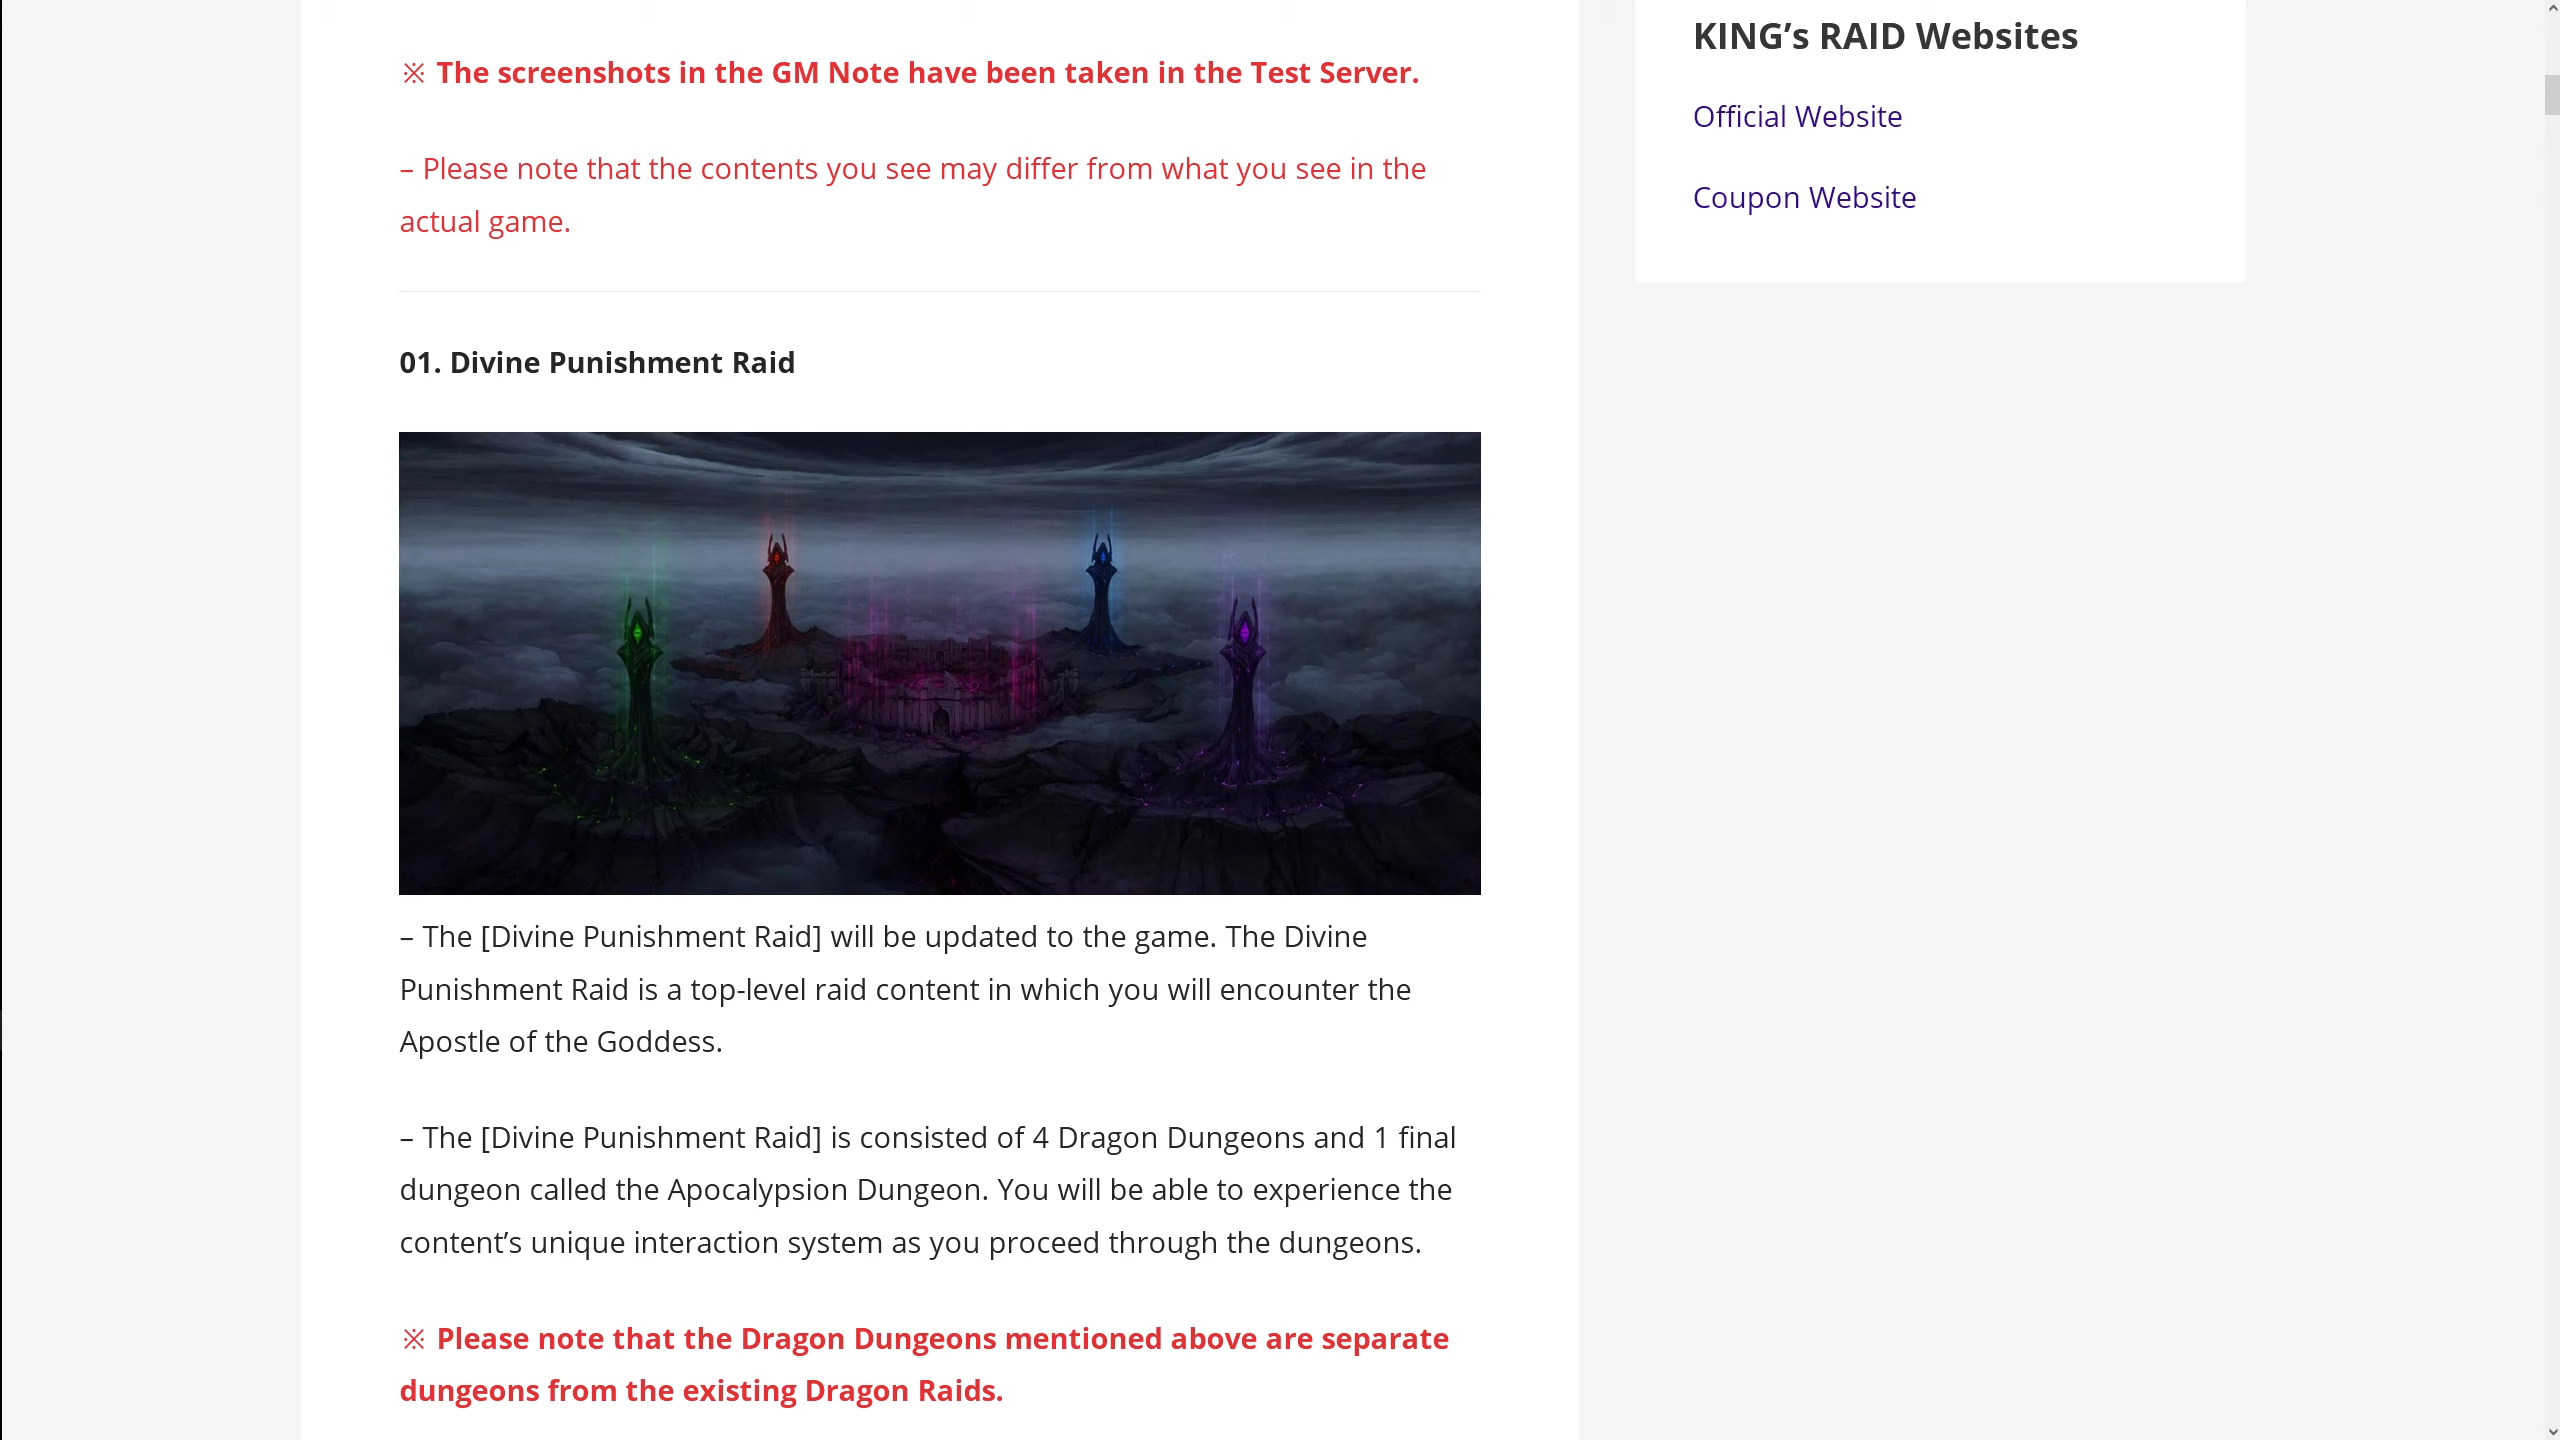 ※ The screenshots in the GM Note have been taken in the Test Server.
– Please note that the contents you see may differ from what you see in the
actual game.
01. Divine Punishment Raid
– The [Divine Punishment Raid] will be updated to the game. The Divine
Punishment Raid is a top-level raid content in which you will encounter the
Apostle of the Goddess.
– The [Divine Punishment Raid] is consisted of 4 Dragon Dungeons and 1 final
dungeon called the Apocalypsion Dungeon. You will be able to experience the
content’s unique interaction system as you proceed through the dungeons.
※ Please note that the Dragon Dungeons mentioned above are separate
dungeons from the existing Dragon Raids.
KING’s RAID Websites
Official Website
Coupon Website